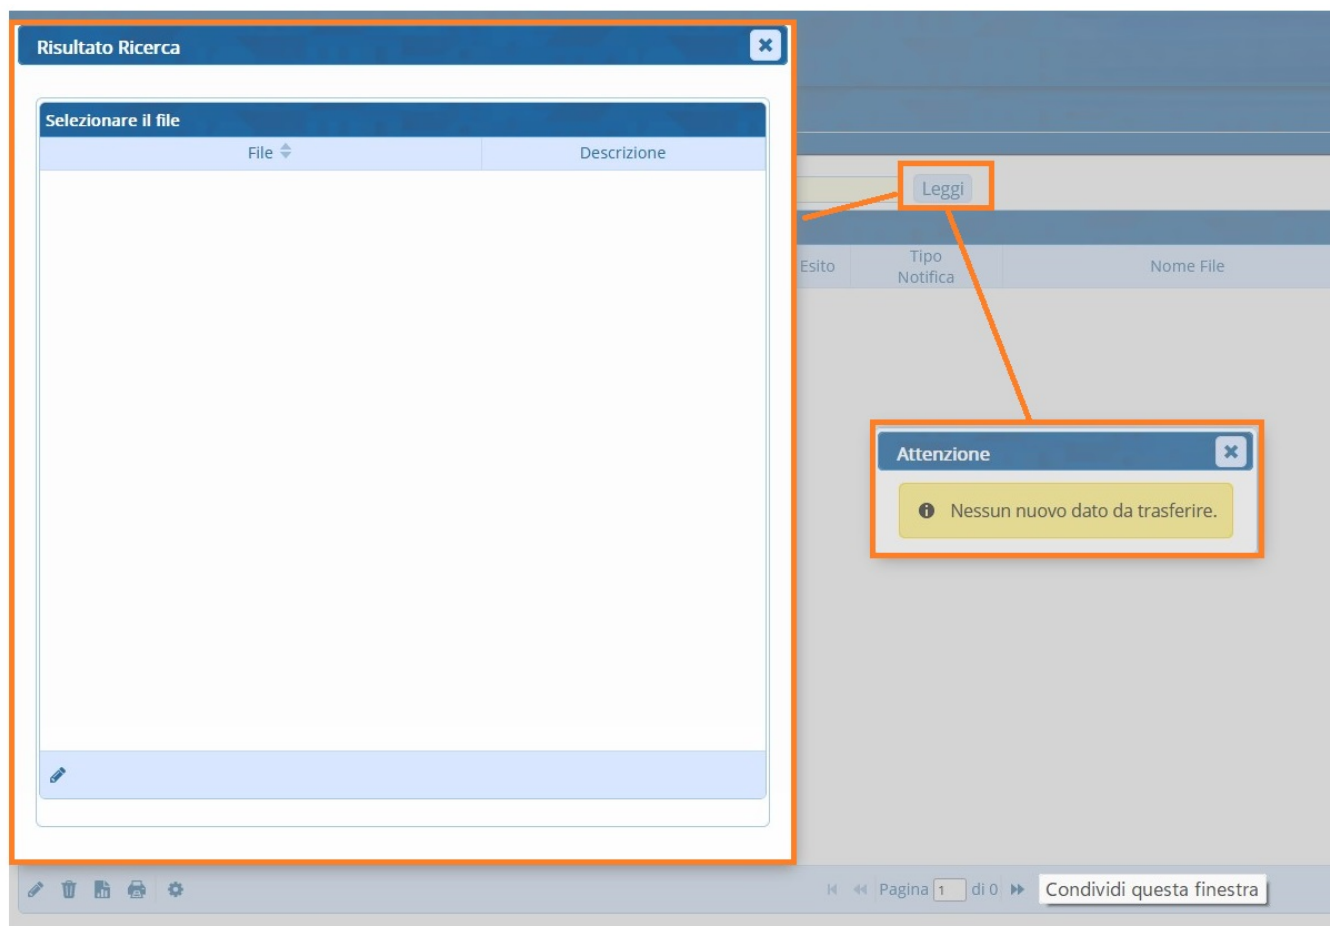 Risultato Ricerca
Selezionare il file
File Descrizione
Leggi
Esito Tipo Notifica Nome File
Attenzione
Nessun nuovo dato da trasferire.
Pagina 1 di 0
Condividi questa finestra